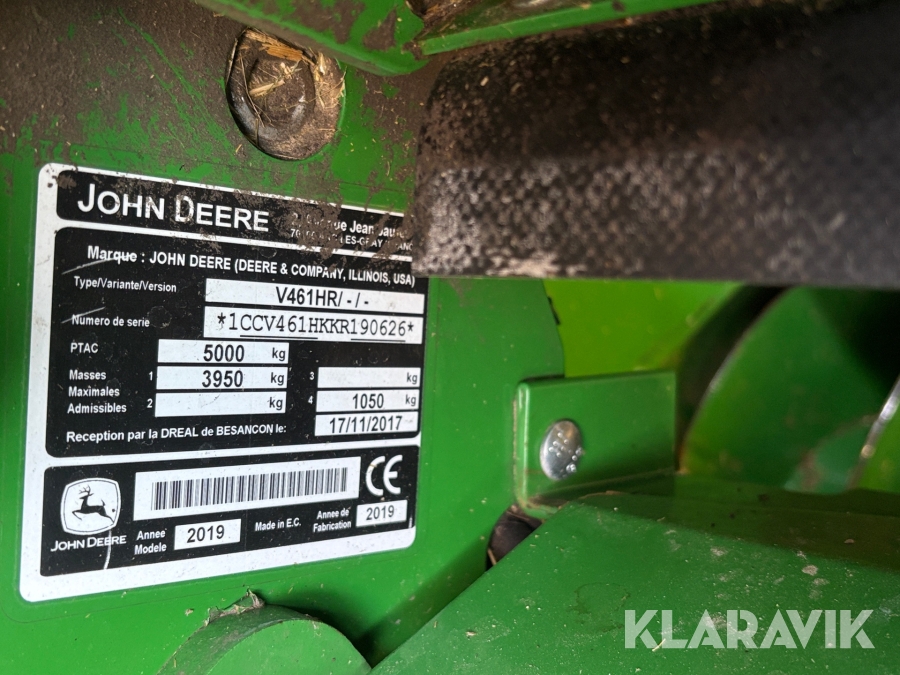 JOHN DEERE
Marque : JOHN DEERE (DEERE & COMPANY, ILLINOIS, USA)
Type/Variante/Version V461HR/ - / -
Numero de serie *1CCV461HKKR190626*
PTAC 5000 kg
Masses 1 3950 kg 3 kg
Maximales
Admissibles 2 kg 4 1050 kg
Reception par la DREAL de BESANCON le: 17/11/2017
CE
JOHN DEERE Annee Modele 2019 Made in E.C. Annee de Fabrication 2019
KLARAVIK